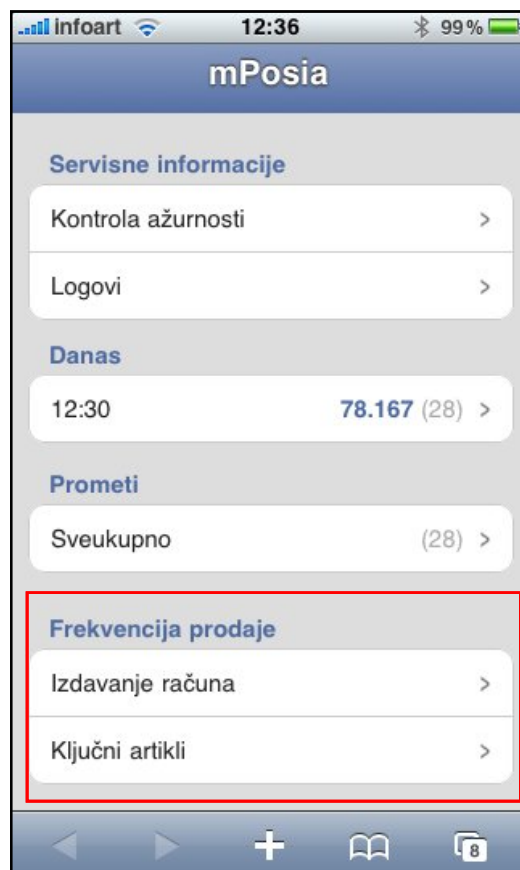 infoart 12:36 99%
mPosia
Servisne informacije
Kontrola ažurnosti >
Logovi >
Danas
12:30 78.167 (28) >
Prometi
Sveukupno (28) >
Frekvencija prodaje
Izdavanje računa >
Ključni artikli >
8